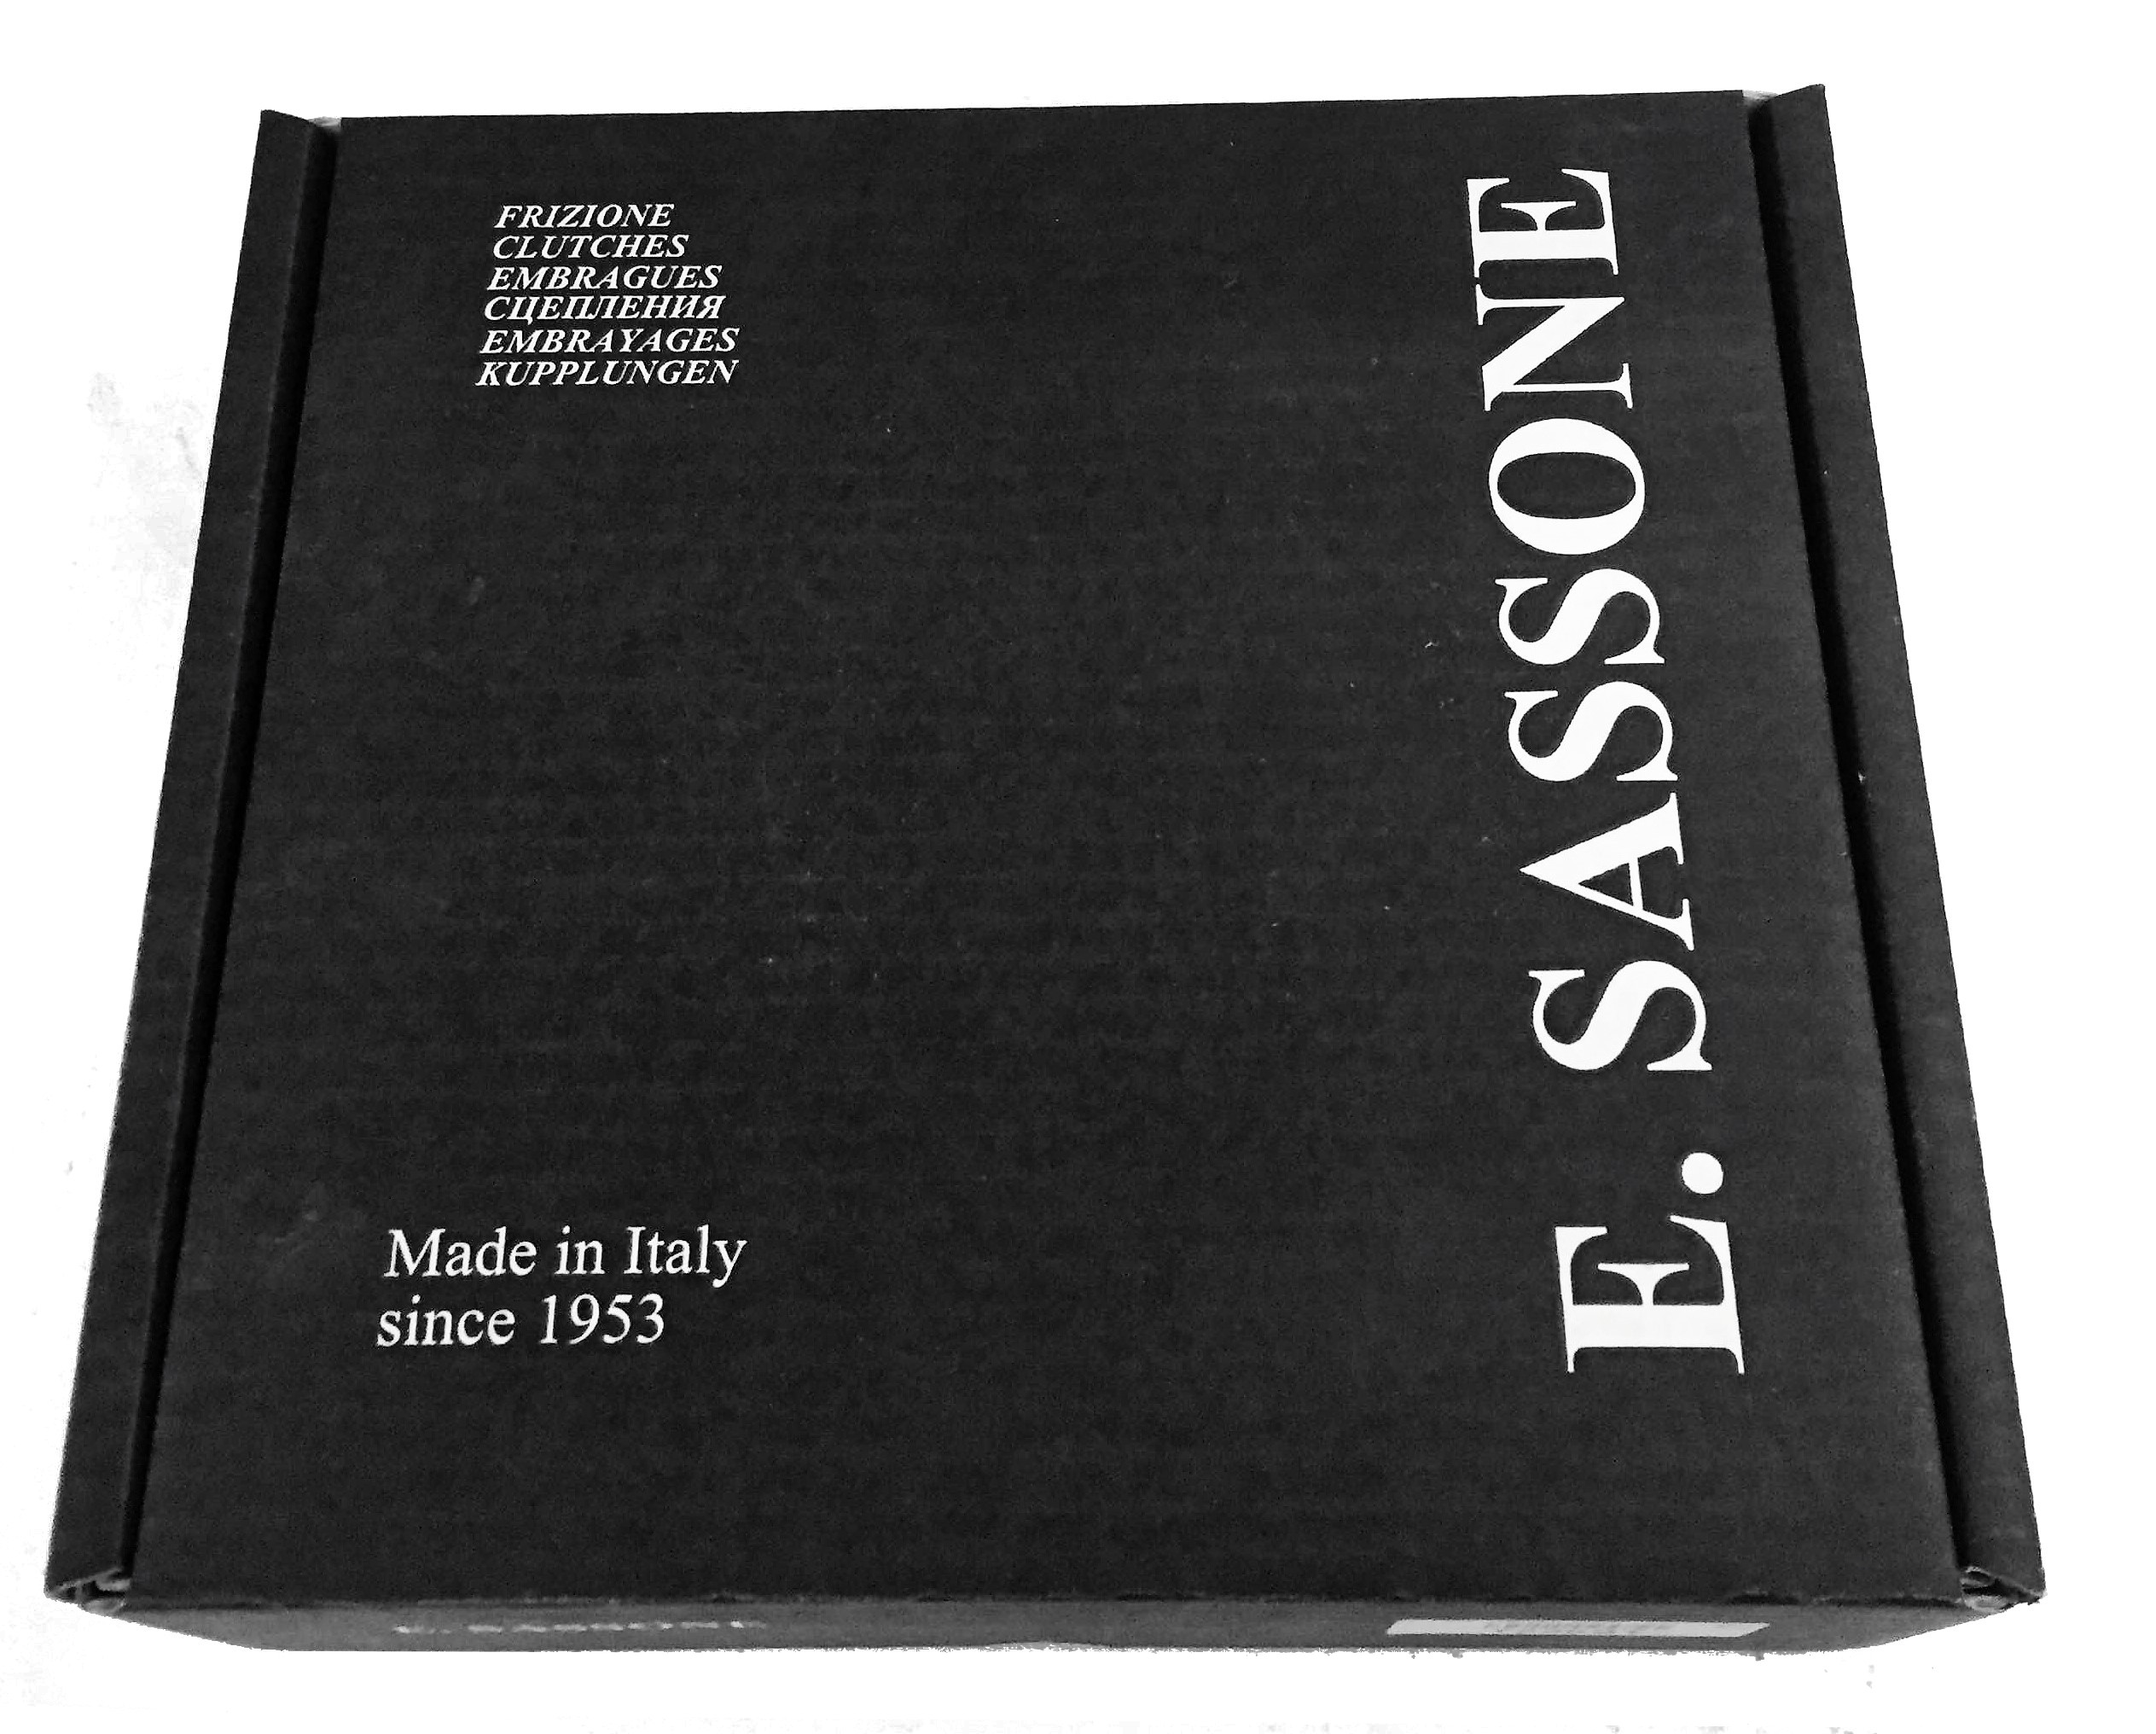 FRIZIONE
CLUTCHES
EMBRAGUES
СЦЕПЛЕНИЯ
EMBRAYAGES
KUPPLUNGEN
E. SASSONE
Made in Italy
since 1953